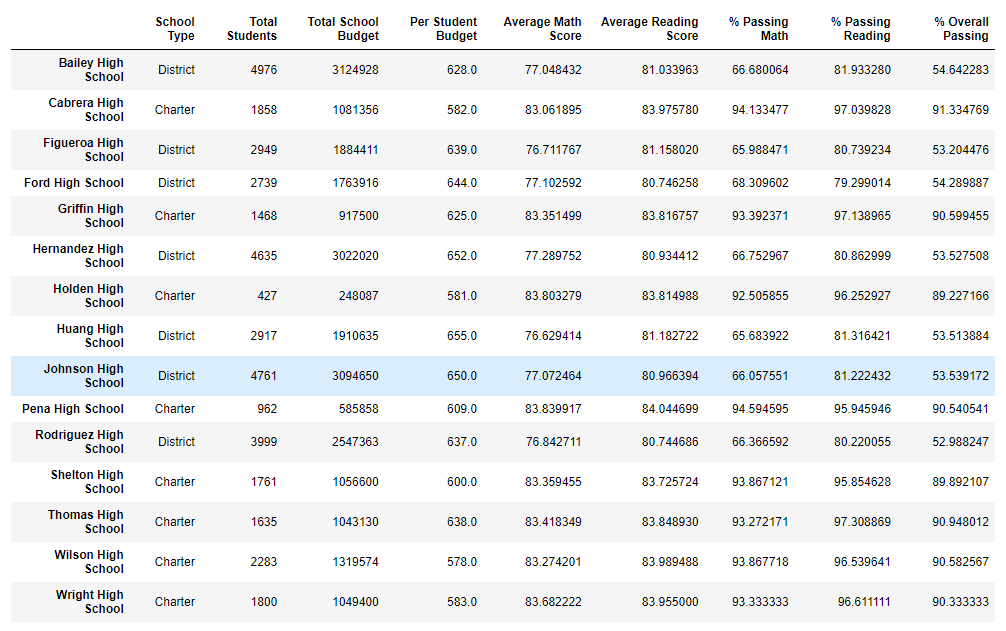 School Type Total Students Total School Budget Per Student Budget Average Math Score Average Reading Score % Passing Math % Passing Reading % Overall Passing
Bailey High School District 4976 3124928 628.0 77.048432 81.033963 66.680064 81.933280 54.642283
Cabrera High School Charter 1858 1081356 582.0 83.061895 83.975780 94.133477 97.039828 91.334769
Figueroa High School District 2949 1884411 639.0 76.711767 81.158020 65.988471 80.739234 53.204476
Ford High School District 2739 1763916 644.0 77.102592 80.746258 68.309602 79.299014 54.289887
Griffin High School Charter 1468 917500 625.0 83.351499 83.816757 93.392371 97.138965 90.599455
Hernandez High School District 4635 3022020 652.0 77.289752 80.934412 66.752967 80.862999 53.527508
Holden High School Charter 427 248087 581.0 83.803279 83.814988 92.505855 96.252927 89.227166
Huang High School District 2917 1910635 655.0 76.629414 81.182722 65.683922 81.316421 53.513884
Johnson High School District 4761 3094650 650.0 77.072464 80.966394 66.057551 81.222432 53.539172
Pena High School Charter 962 585858 609.0 83.839917 84.044699 94.594595 95.945946 90.540541
Rodriguez High School District 3999 2547363 637.0 76.842711 80.744686 66.366592 80.220055 52.988247
Shelton High School Charter 1761 1056600 600.0 83.359455 83.725724 93.867121 95.854628 89.892107
Thomas High School Charter 1635 1043130 638.0 83.418349 83.848930 93.272171 97.308869 90.948012
Wilson High School Charter 2283 1319574 578.0 83.274201 83.989488 93.867718 96.539641 90.582567
Wright High School Charter 1800 1049400 583.0 83.682222 83.955000 93.333333 96.611111 90.333333